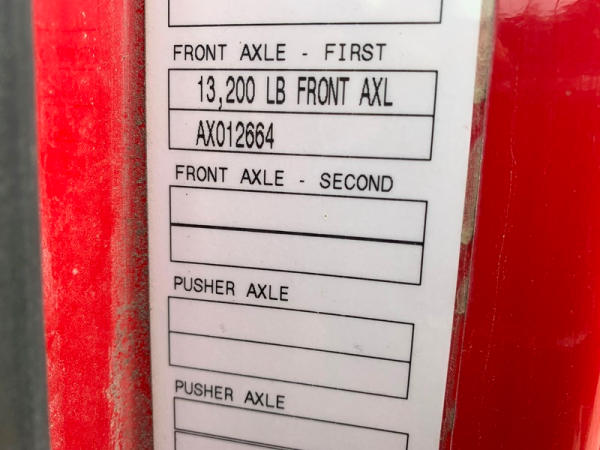 FRONT AXLE - FIRST
13,200 LB FRONT AXL
AX012664
FRONT AXLE - SECOND
PUSHER AXLE
PUSHER AXLE